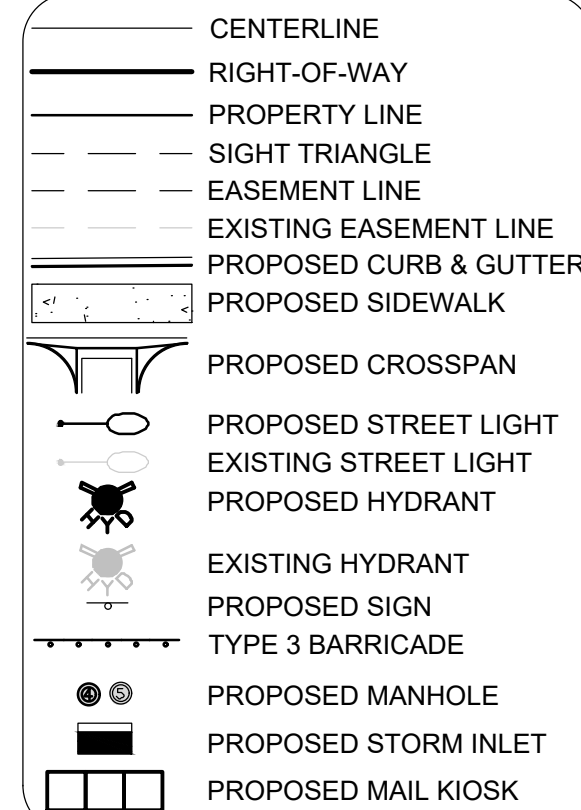 CENTERLINE
RIGHT-OF-WAY
PROPERTY LINE
SIGHT TRIANGLE
EASEMENT LINE
EXISTING EASEMENT LINE
PROPOSED CURB & GUTTER
PROPOSED SIDEWALK
PROPOSED CROSSPAN
PROPOSED STREET LIGHT
EXISTING STREET LIGHT
HYD PROPOSED HYDRANT
HYD EXISTING HYDRANT
PROPOSED SIGN
TYPE 3 BARRICADE
4 5 PROPOSED MANHOLE
PROPOSED STORM INLET
PROPOSED MAIL KIOSK